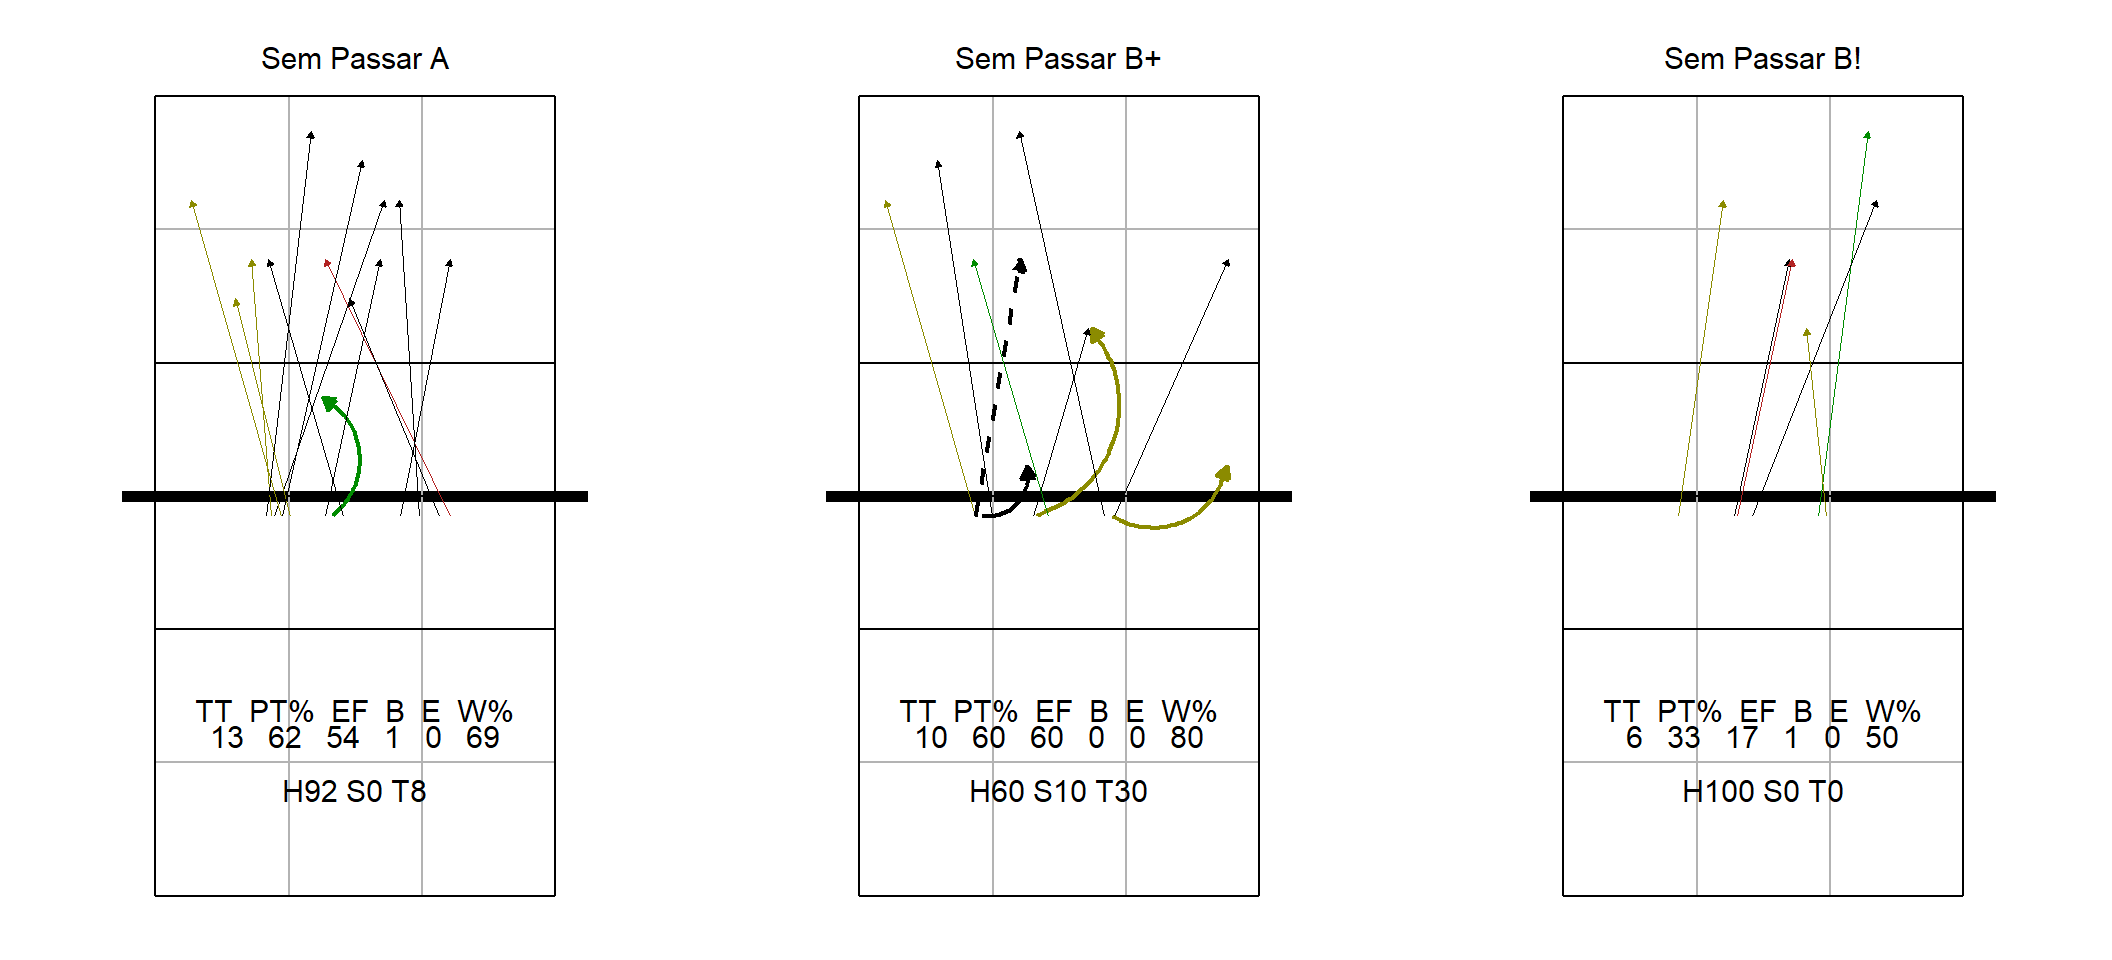 Sem Passar A
TT PT% EF B E W%
13 62 54 1 0 69
H92 S0 T8
Sem Passar B+
TT PT% EF B E W%
10 60 60 0 0 80
H60 S10 T30
Sem Passar B!
TT PT% EF B E W%
6 33 17 1 0 50
H100 S0 T0